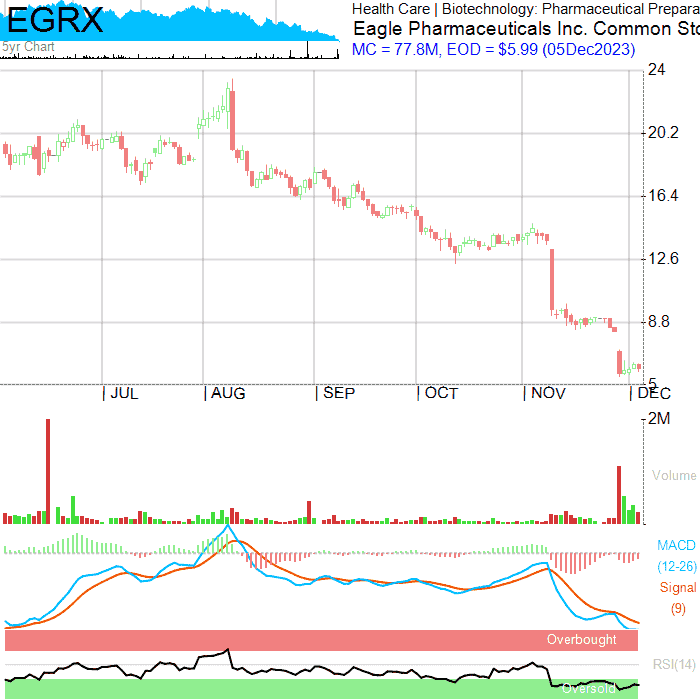 EGRX
5yr Chart
Health Care | Biotechnology: Pharmaceutical Prepara
Eagle Pharmaceuticals Inc. Common Sto
MC = 77.8M, EOD = $5.99 (05Dec2023)
24
20.2
16.4
12.6
8.8
5
| JUL | AUG | SEP | OCT | NOV | DEC
2M
Volume
MACD
(12-26)
Signal
(9)
Overbought
RSI(14)
Oversold